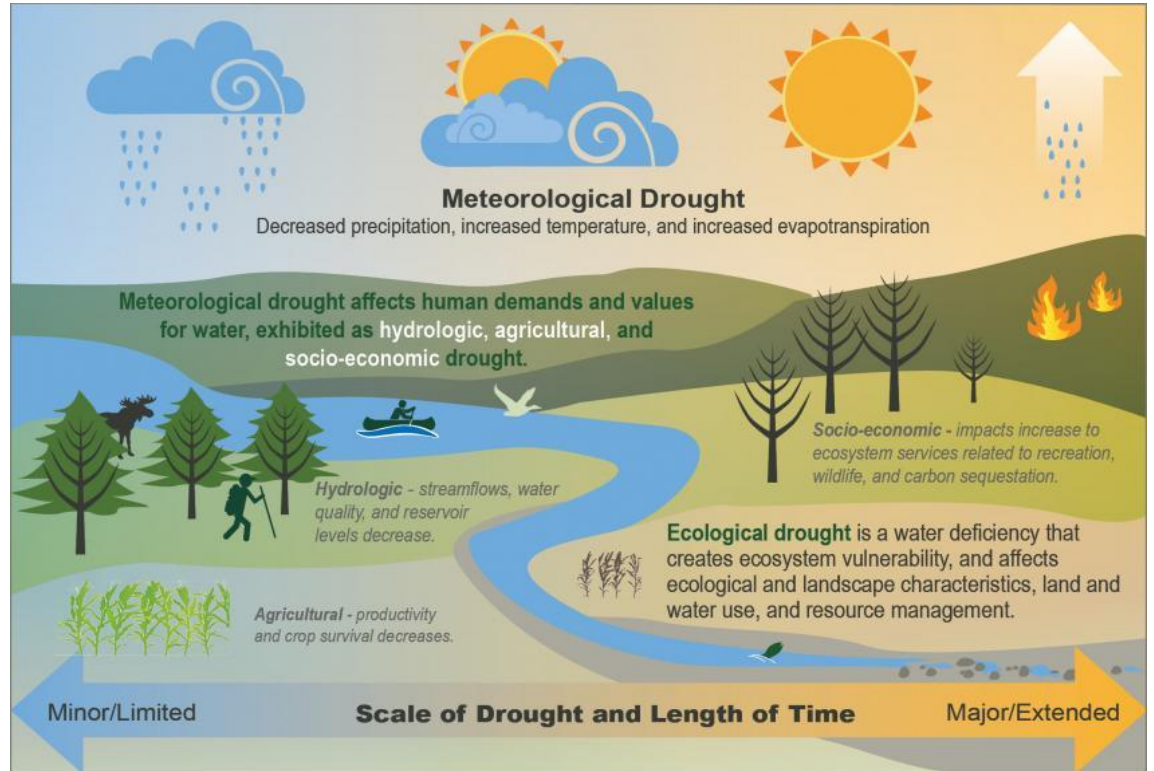 Meteorological Drought
Decreased precipitation, increased temperature, and increased evapotranspiration
Meteorological drought affects human demands and values
for water, exhibited as hydrologic, agricultural, and
socio-economic drought.
Socio-economic - impacts increase to
ecosystem services related to recreation,
wildlife, and carbon sequestation.
Hydrologic - streamflows, water
quality, and reservoir
levels decrease.
Ecological drought is a water deficiency that
creates ecosystem vulnerability, and affects
ecological and landscape characteristics, land and
water use, and resource management.
Agricultural - productivity
and crop survival decreases.
Minor/Limited
Scale of Drought and Length of Time
Major/Extended